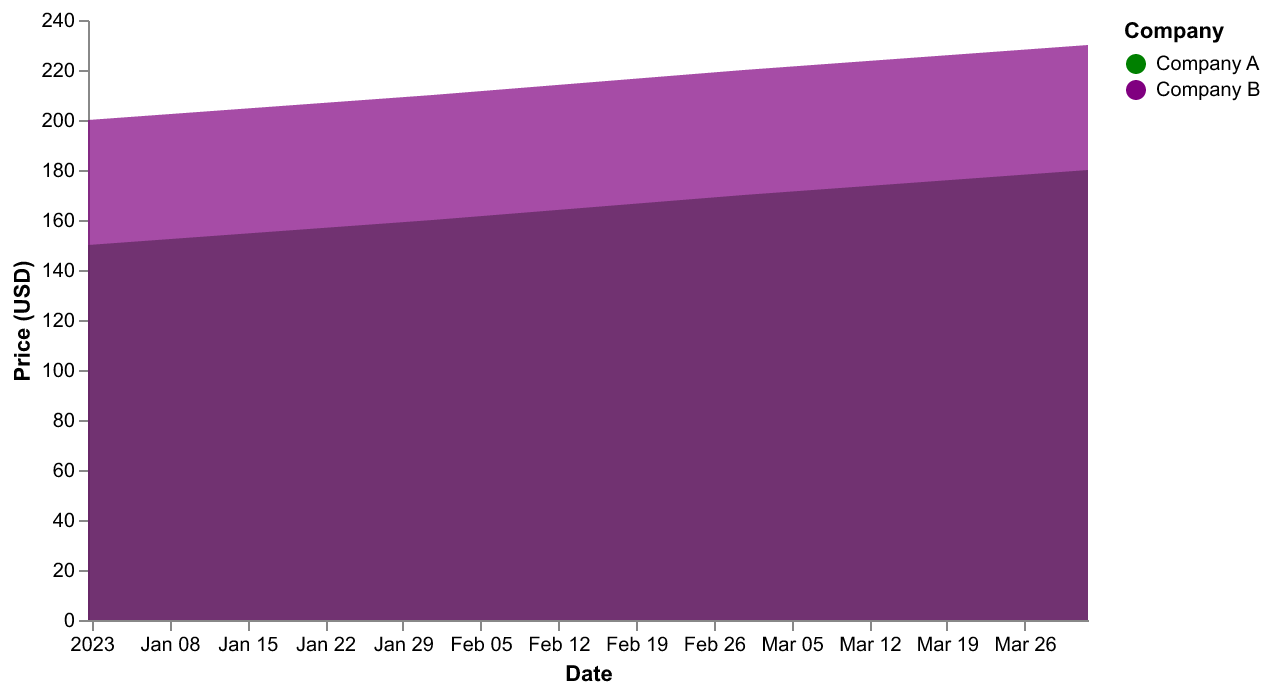 240
220
200
180
160
140
120
100
80
60
40
20
0
Price (USD)
2023 Jan 08 Jan 15 Jan 22 Jan 29 Feb 05 Feb 12 Feb 19 Feb 26 Mar 05 Mar 12 Mar 19 Mar 26
Date
Company
Company A
Company B